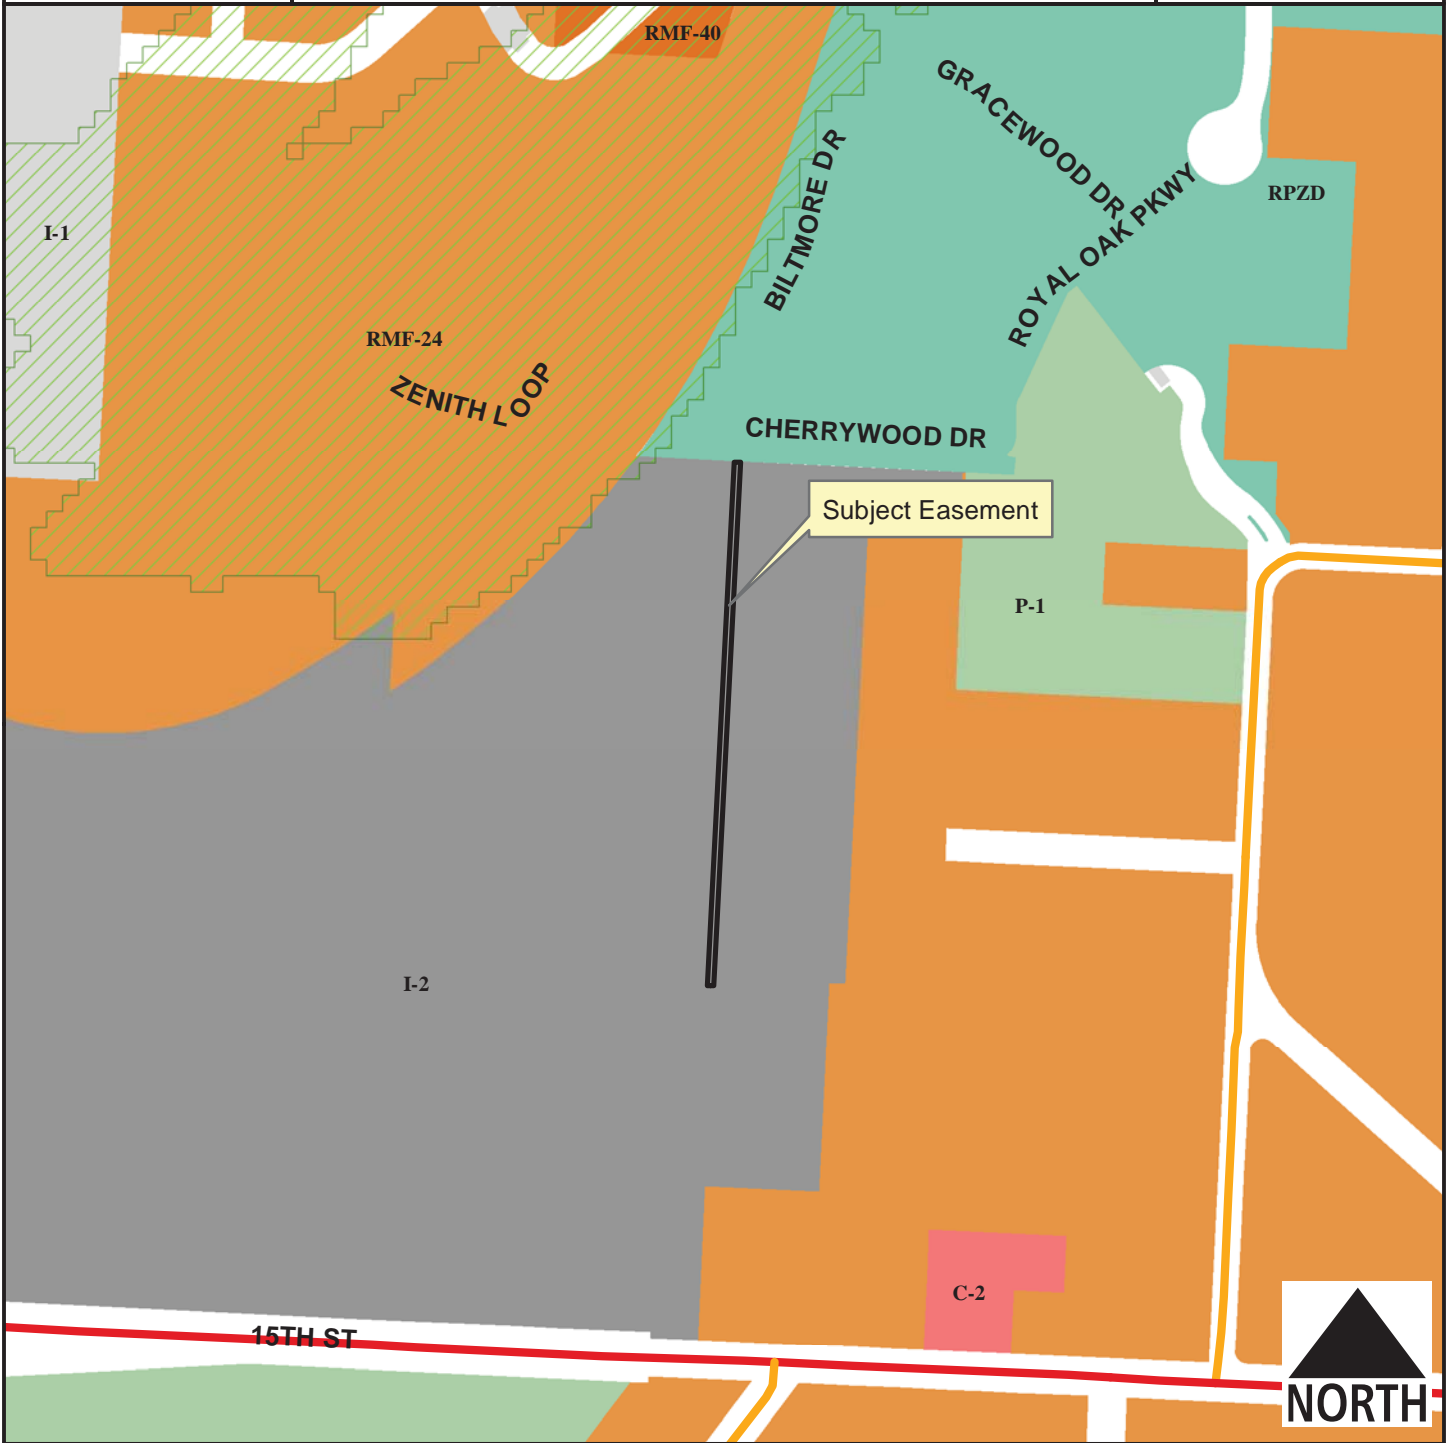 RMF-40
GRACEWOOD DR
BILTMORE DR
ROYAL OAK PKWY
RPZD
I-1
RMF-24
ZENITH LOOP
CHERRYWOOD DR
Subject Easement
P-1
I-2
C-2
15TH ST
NORTH